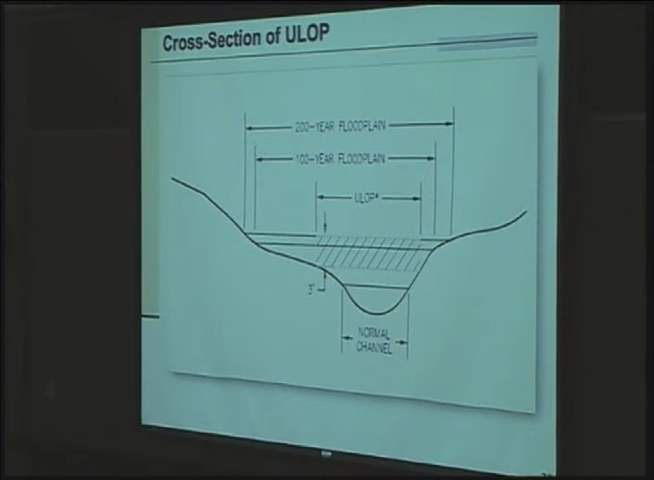 Cross-Section of ULOP
200-YEAR FLOODPLAIN
100-YEAR FLOODPLAIN
ULOP*
3'
NORMAL
CHANNEL